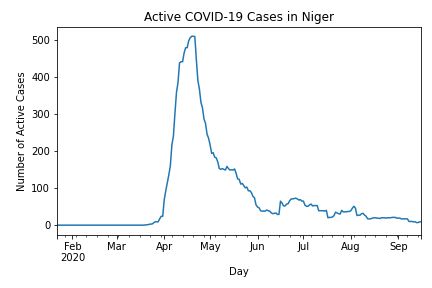 Active COVID-19 Cases in Niger
Number of Active Cases
500
400
300
200
100
0
Feb Mar Apr May Jun Jul Aug Sep
2020
Day